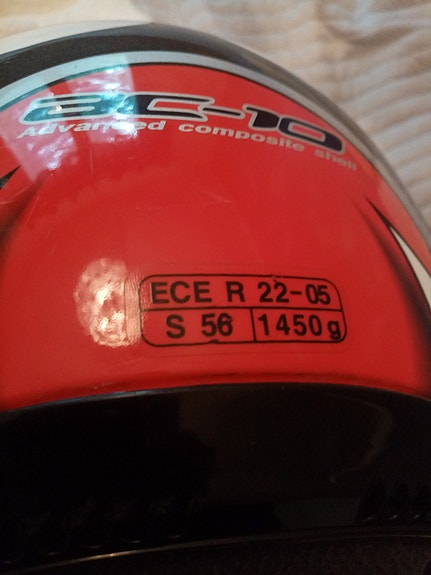 ac-10
Advanced composite shell
ECE R 22-05
S 56 1450g